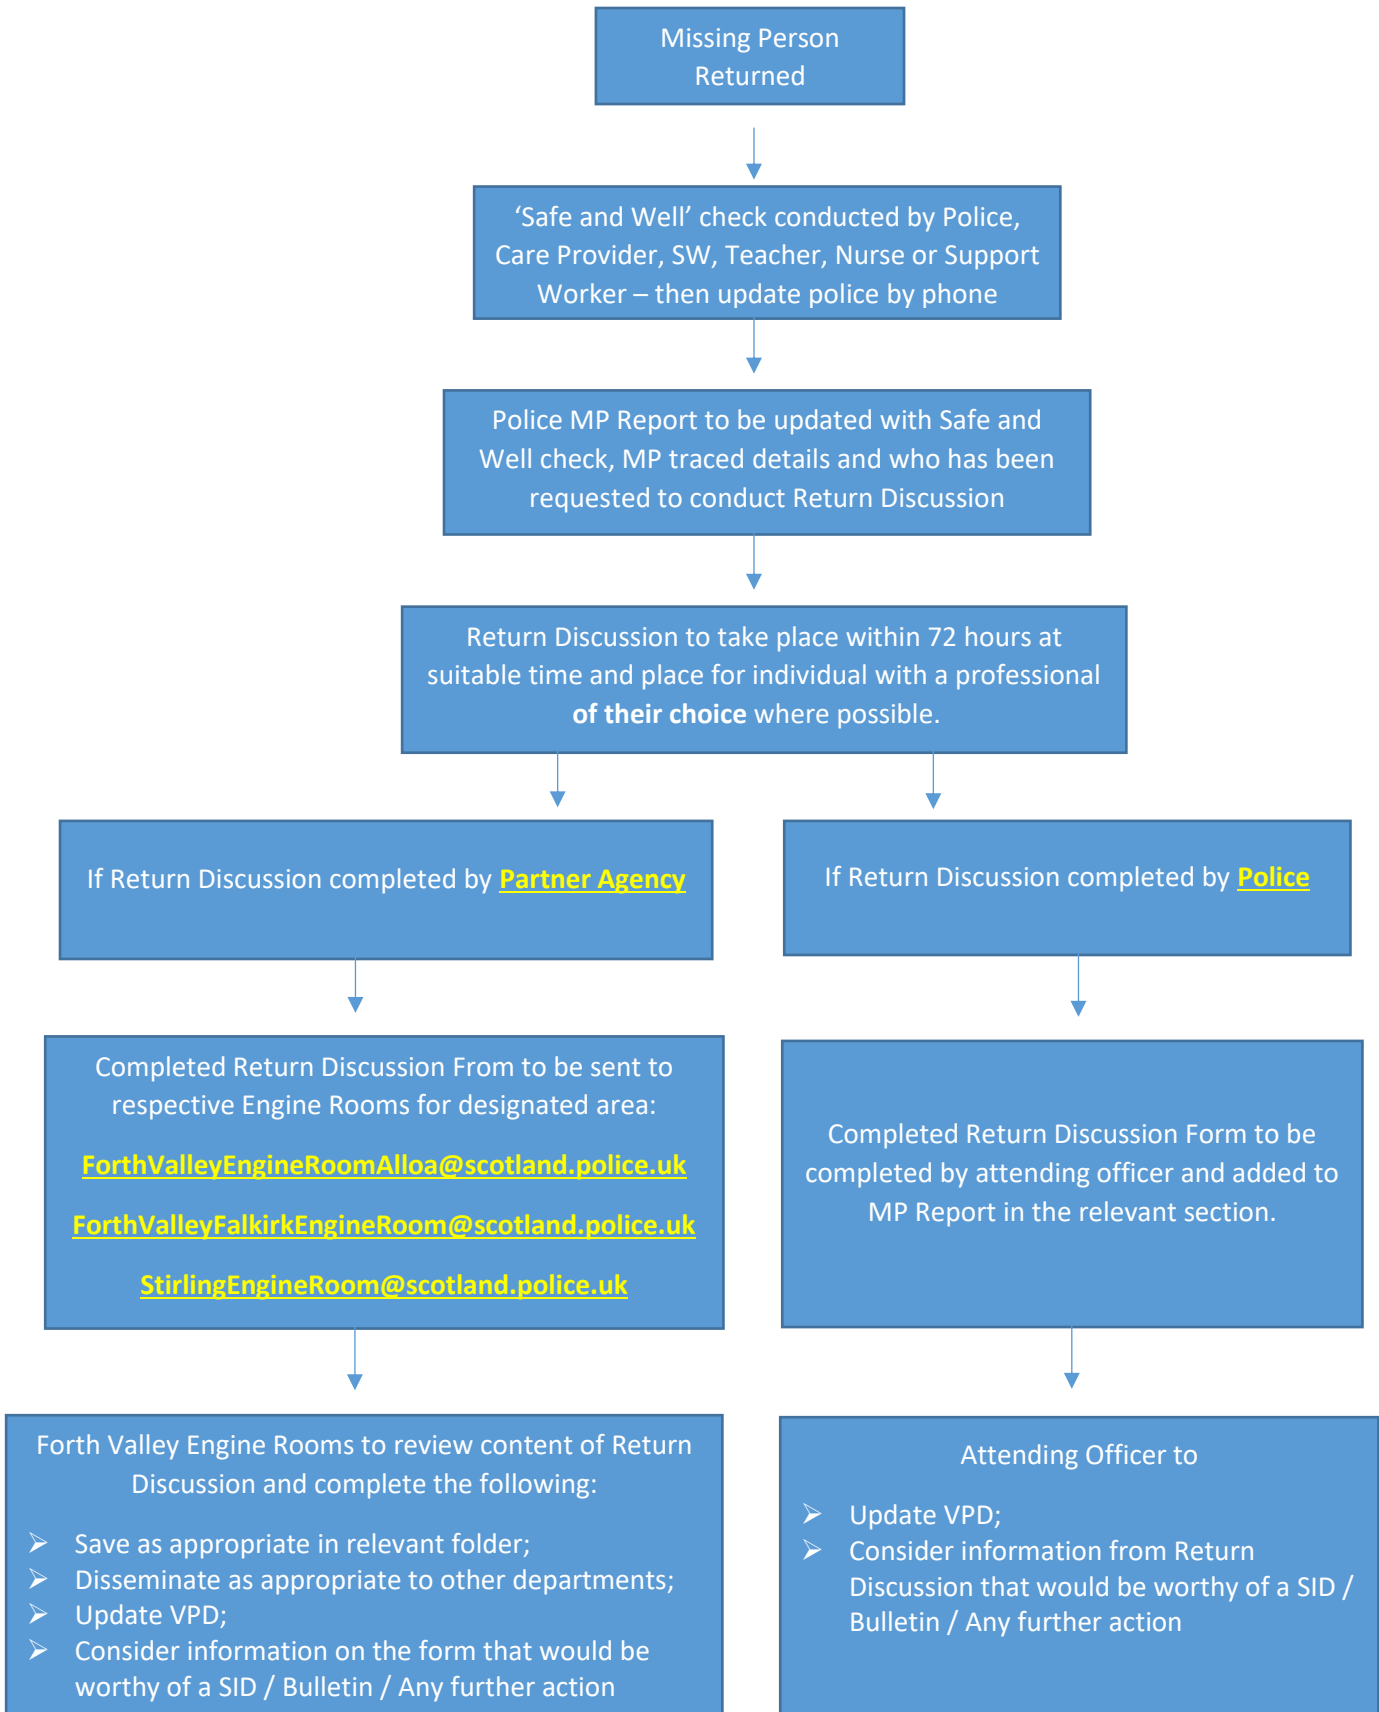 Missing Person
Returned
‘Safe and Well’ check conducted by Police,
Care Provider, SW, Teacher, Nurse or Support
Worker – then update police by phone
Police MP Report to be updated with Safe and
Well check, MP traced details and who has been
requested to conduct Return Discussion
Return Discussion to take place within 72 hours at
suitable time and place for individual with a professional
of their choice where possible.
If Return Discussion completed by Partner Agency
If Return Discussion completed by Police
Completed Return Discussion From to be sent to
respective Engine Rooms for designated area:
ForthValleyEngineRoomAlloa@scotland.police.uk
ForthValleyFalkirkEngineRoom@scotland.police.uk
StirlingEngineRoom@scotland.police.uk
Completed Return Discussion Form to be
completed by attending officer and added to
MP Report in the relevant section.
Forth Valley Engine Rooms to review content of Return
Discussion and complete the following:
➢ Save as appropriate in relevant folder;
➢ Disseminate as appropriate to other departments;
➢ Update VPD;
➢ Consider information on the form that would be
worthy of a SID / Bulletin / Any further action
Attending Officer to
➢ Update VPD;
➢ Consider information from Return
Discussion that would be worthy of a SID /
Bulletin / Any further action